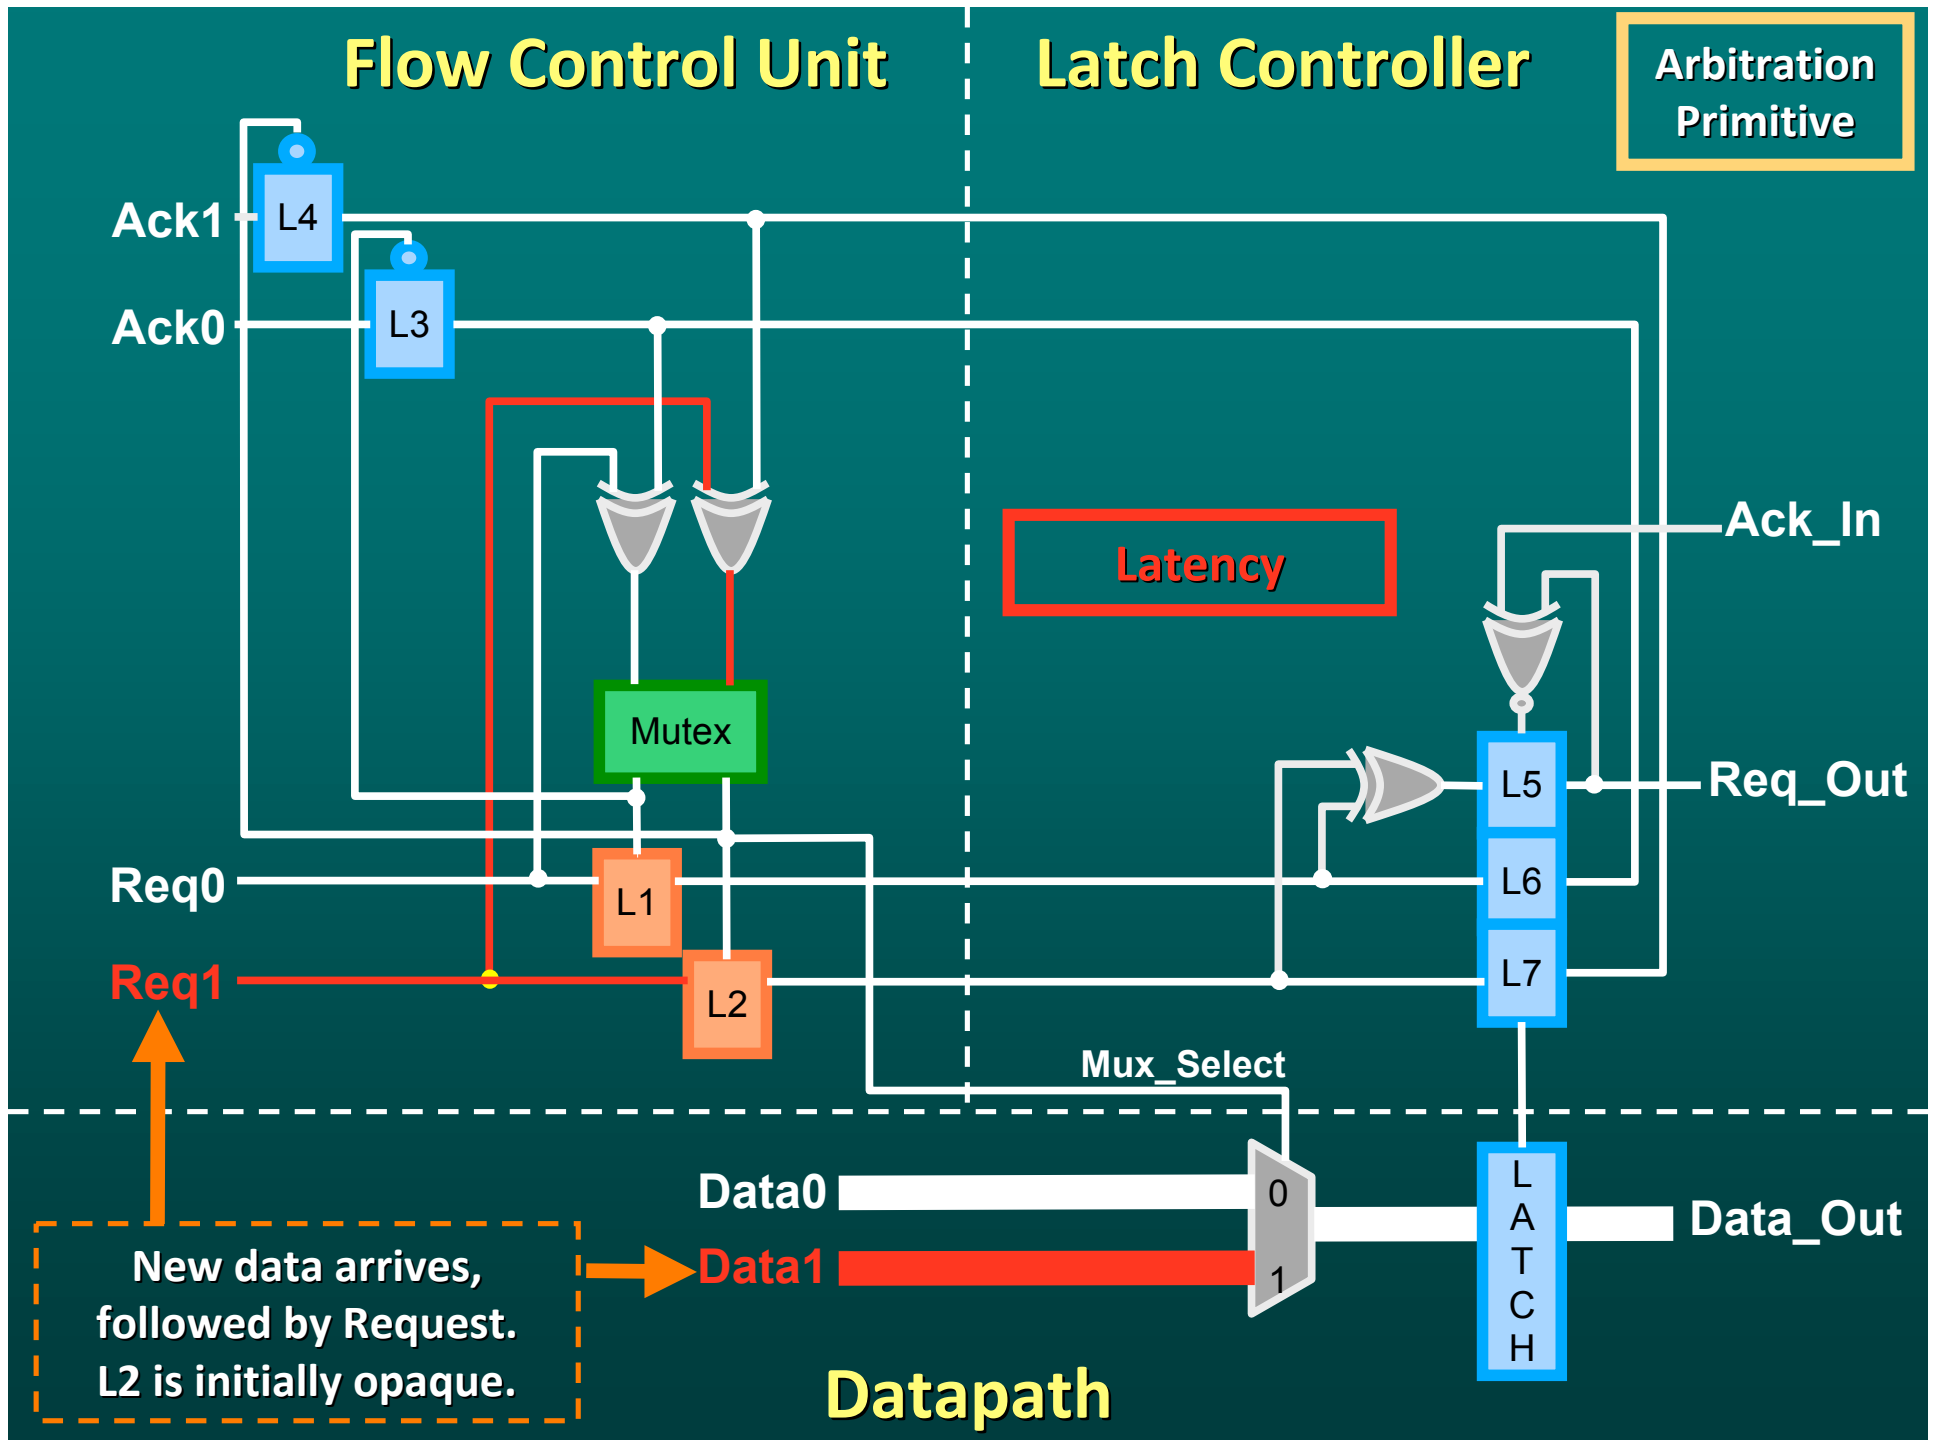 Flow Control Unit
Latch Controller
Arbitration
Primitive
L4
Ack1
L3
Ack0
Ack_In
Latency
Mutex
L5
Req_Out
L6
Req0
L1
L7
Req1
L2
Mux_Select
Data0
0
L
A
T
C
H
Data_Out
Data1
1
New data arrives,
followed by Request.
L2 is initially opaque.
Datapath